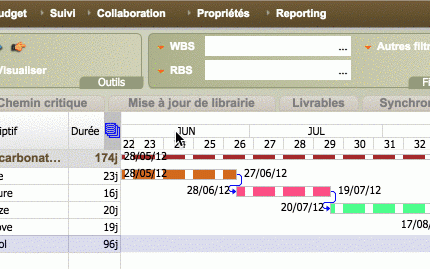 udget Suivi Collaboration Propriétés Reporting
WBS ... Autres filtr
Visualiser RBS ...
Outils Fi
Chemin critique Mise à jour de librairie Livrables Synchron
iptif Durée JUN JUL
22 23 24 25 26 27 28 29 30 31 32
carbonat... 174j 28/05/12
e 23j 28/05/12 27/06/12
ure 16j 28/06/12 19/07/12
ze 20j 20/07/12
ove 19j 17/08/
ol 96j